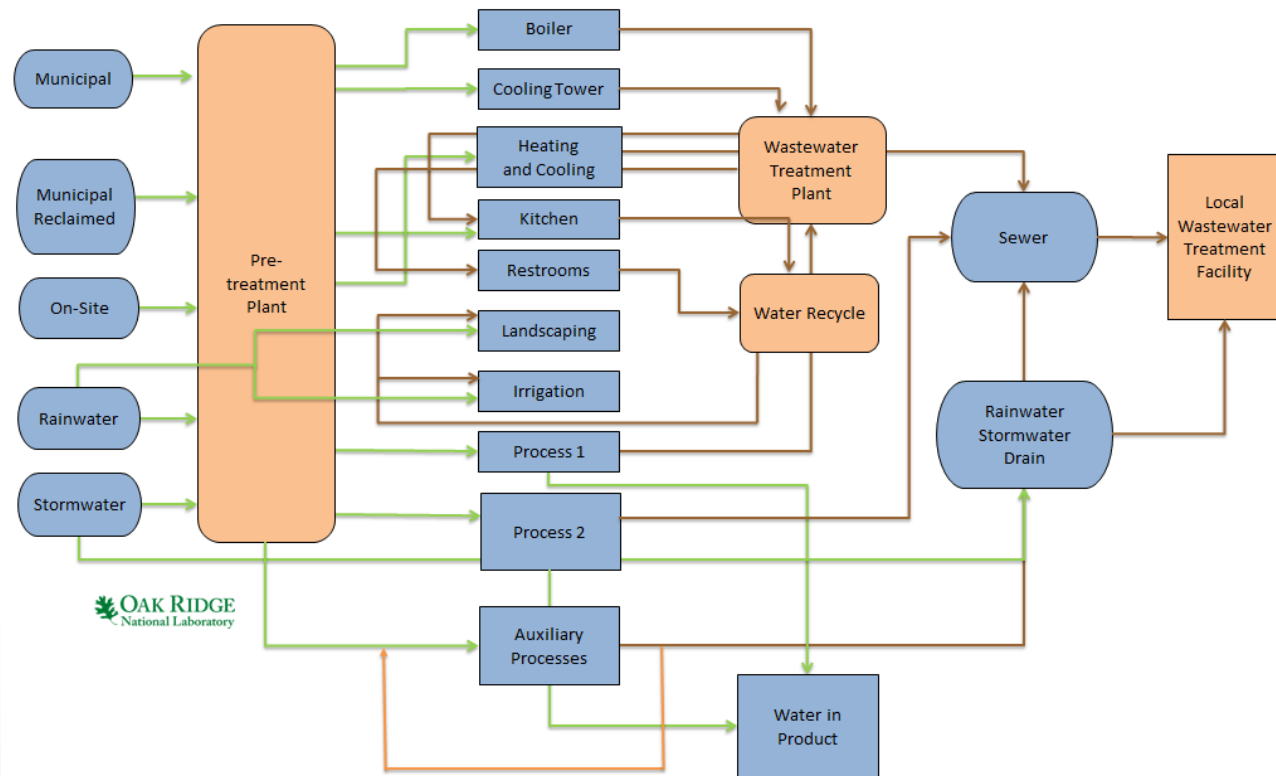 Municipal
Municipal
Reclaimed
On-Site
Rainwater
Stormwater
Pre-
treatment
Plant
Boiler
Cooling Tower
Heating
and Cooling
Kitchen
Restrooms
Landscaping
Irrigation
Process 1
Process 2
Auxiliary
Processes
Wastewater
Treatment
Plant
Water Recycle
Water in
Product
Sewer
Rainwater
Stormwater
Drain
Local
Wastewater
Treatment
Facility
OAK RIDGE
National Laboratory